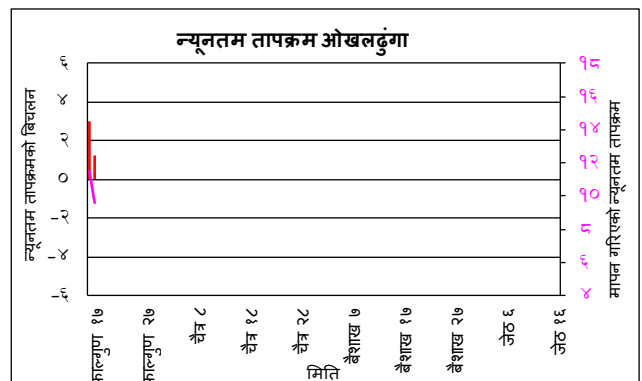 न्यूनतम तापक्रम ओखलढुंगा
न्यूनतम तापक्रमको बिचलन
६
४
२
०
-२
-४
-६
१८
१६
१४
१२
१०
८
६
४
मापन गरिएको न्यूनतम तापक्रम
फाल्गुण १७
फाल्गुण २७
चैत्र ८
चैत्र १८
चैत्र २८
बैशाख ७
बैशाख १७
बैशाख २७
जेठ ६
जेठ १६
मिति